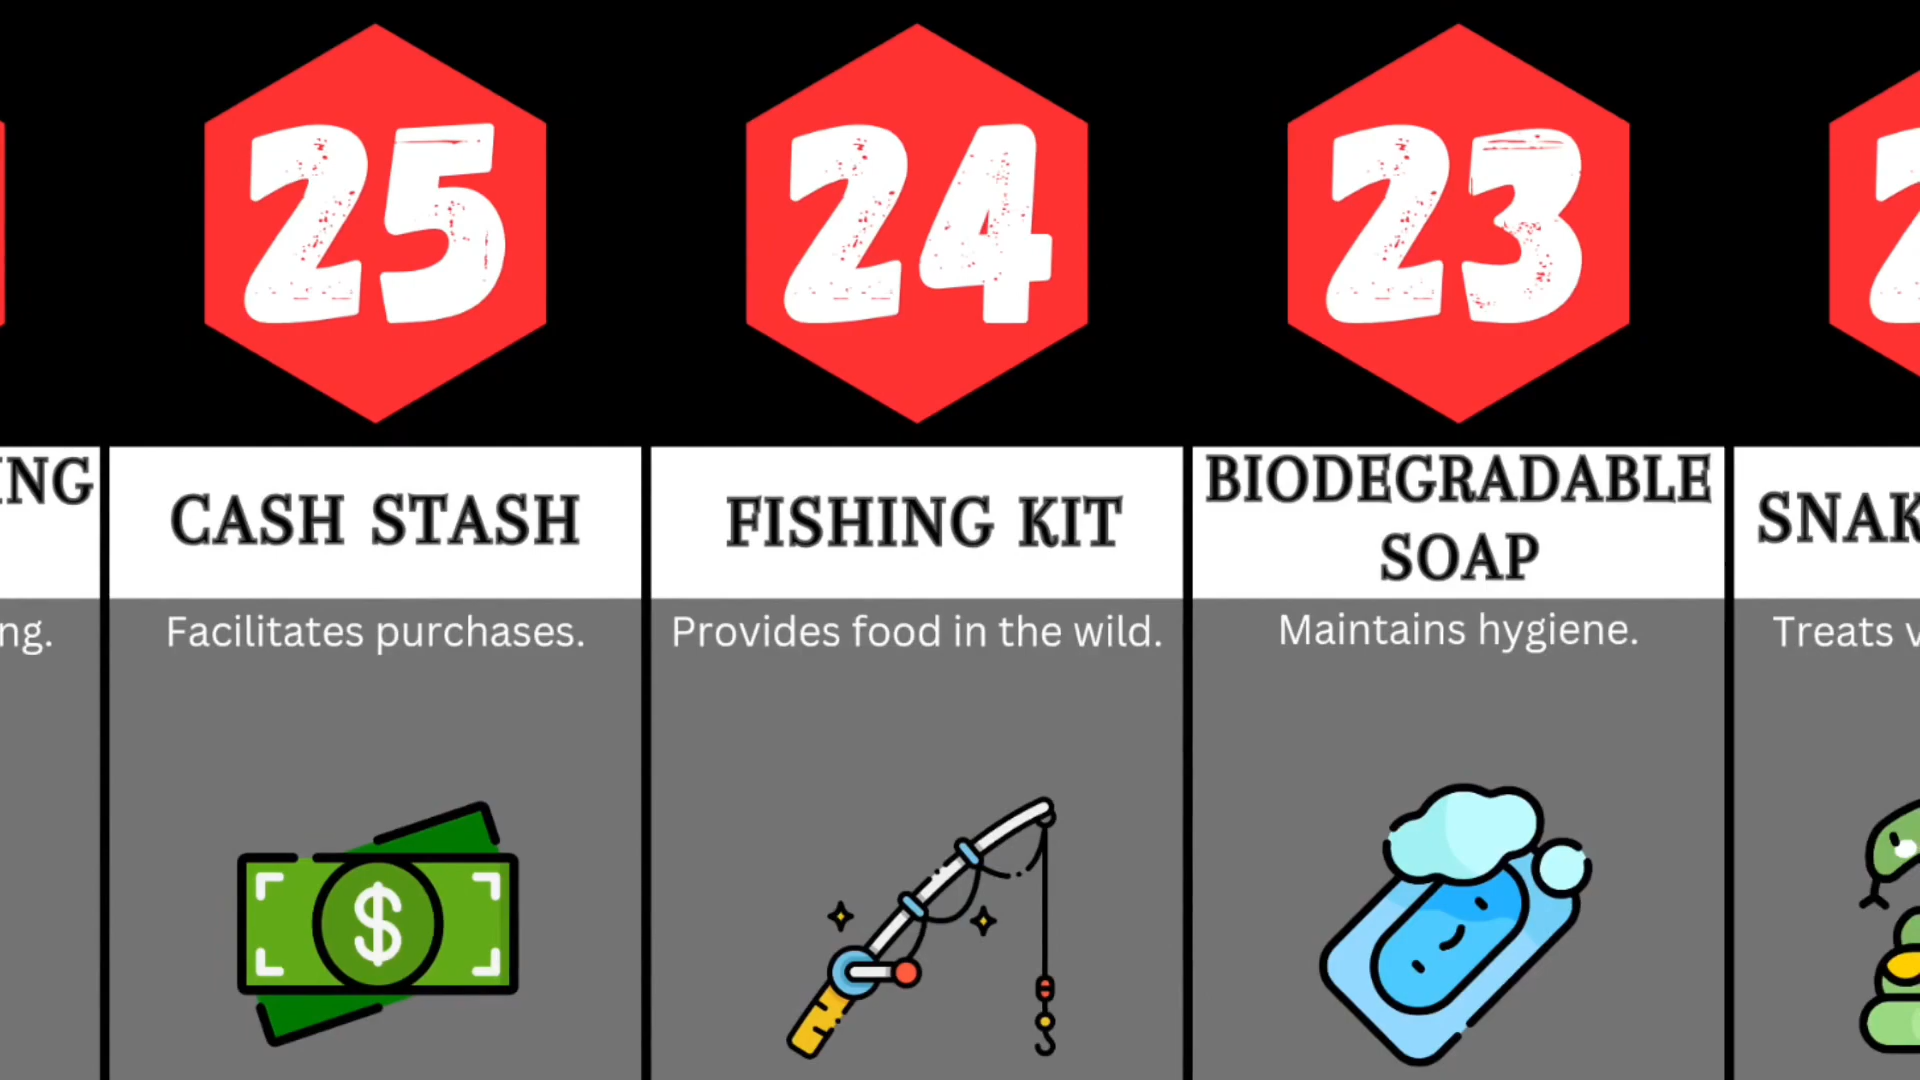 25
24
23
2
ING
CASH STASH
FISHING KIT
BIODEGRADABLE
SOAP
SNAK
ng.
Facilitates purchases.
Provides food in the wild.
Maintains hygiene.
Treats v
$